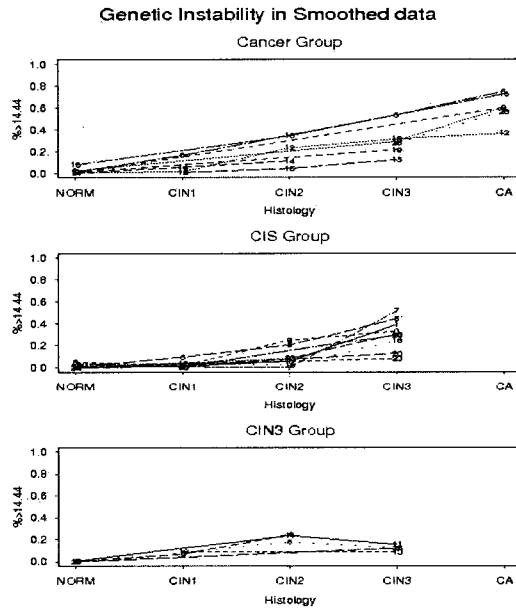 Genetic Instability in Smoothed data
Cancer Group
%>14.44
1.0
0.8
0.6
0.4
0.2
0.0
NORM CIN1 CIN2 CIN3 CA
Histology
CIS Group
%>14.44
1.0
0.8
0.6
0.4
0.2
0.0
NORM CIN1 CIN2 CIN3 CA
Histology
CIN3 Group
%>14.44
1.0
0.8
0.6
0.4
0.2
0.0
NORM CIN1 CIN2 CIN3 CA
Histology